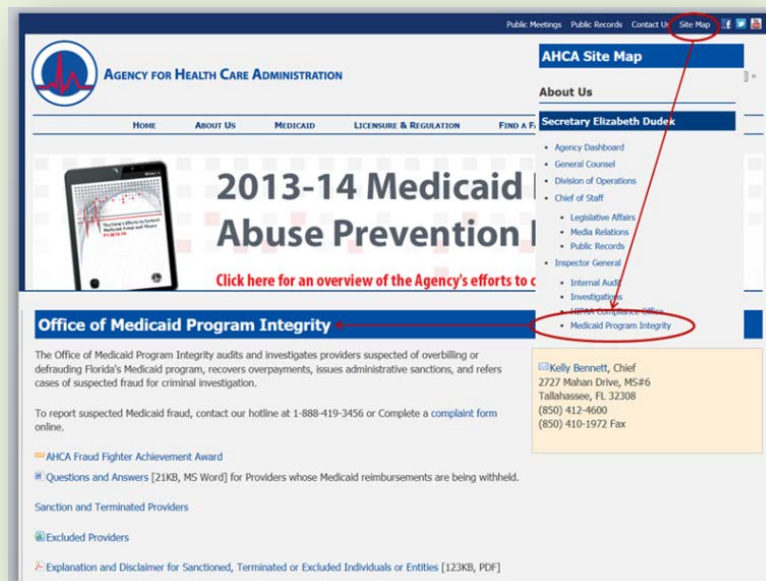 Public Meetings Public Records Contact Us Site Map
AGENCY FOR HEALTH CARE ADMINISTRATION
HOME ABOUT US MEDICAID LICENSURE & REGULATION FIND A F
AHCA Site Map
About Us
Secretary Elizabeth Dudek
Agency Dashboard
General Counsel
Division of Operations
Chief of Staff
Legislative Affairs
Media Relations
Public Records
Inspector General
Internal Audit
Investigations
HIPAA Compliance Office
Medicaid Program Integrity
2013-14 Medicaid
Abuse Prevention
Click here for an overview of the Agency's efforts to c
Office of Medicaid Program Integrity
The Office of Medicaid Program Integrity audits and investigates providers suspected of overbilling or
defrauding Florida's Medicaid program, recovers overpayments, issues administrative sanctions, and refers
cases of suspected fraud for criminal investigation.
To report suspected Medicaid fraud, contact our hotline at 1-888-419-3456 or Complete a complaint form
online.
AHCA Fraud Fighter Achievement Award
Questions and Answers [21KB, MS Word] for Providers whose Medicaid reimbursements are being withheld.
Sanction and Terminated Providers
Excluded Providers
Explanation and Disclaimer for Sanctioned, Terminated or Excluded Individuals or Entities [123KB, PDF]
Kelly Bennett, Chief
2727 Mahan Drive, MS#6
Tallahassee, FL 32308
(850) 412-4600
(850) 410-1972 Fax